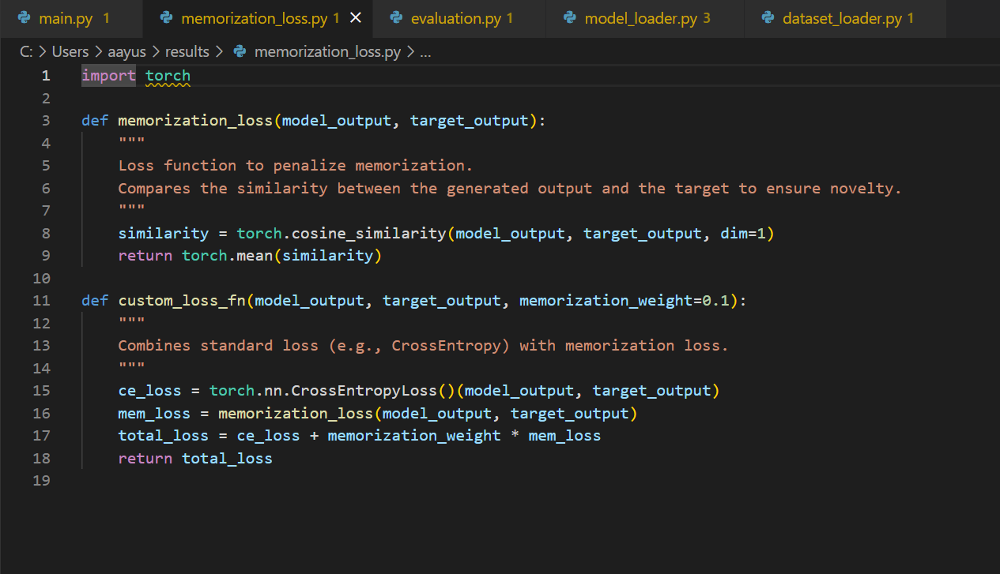 main.py 1 memorization_loss.py 1 × evaluation.py 1 model_loader.py 3 dataset_loader.py 1
C: > Users > aayus > results > memorization_loss.py > ...
1 import torch
2
3 def memorization_loss(model_output, target_output):
4     """
5     Loss function to penalize memorization.
6     Compares the similarity between the generated output and the target to ensure novelty.
7     """
8     similarity = torch.cosine_similarity(model_output, target_output, dim=1)
9     return torch.mean(similarity)
10
11 def custom_loss_fn(model_output, target_output, memorization_weight=0.1):
12     """
13     Combines standard loss (e.g., CrossEntropy) with memorization loss.
14     """
15     ce_loss = torch.nn.CrossEntropyLoss()(model_output, target_output)
16     mem_loss = memorization_loss(model_output, target_output)
17     total_loss = ce_loss + memorization_weight * mem_loss
18     return total_loss
19